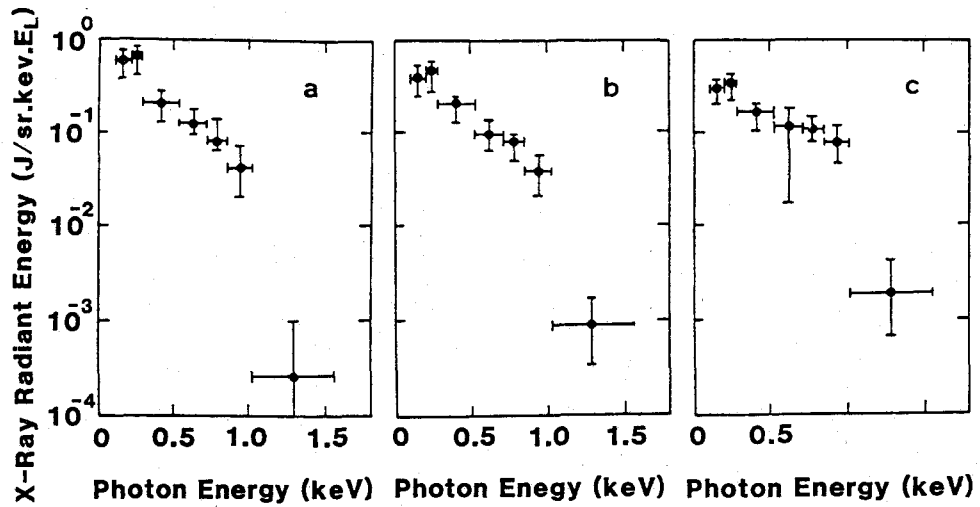 X-Ray Radiant Energy (J/sr.kev.E_L)
10^0
10^-1
10^-2
10^-3
10^-4
a
b
c
0 0.5 1.0 1.5
0 0.5 1.0 1.5
0 0.5
Photon Energy (keV) Photon Enegy (keV) Photon Energy (keV)